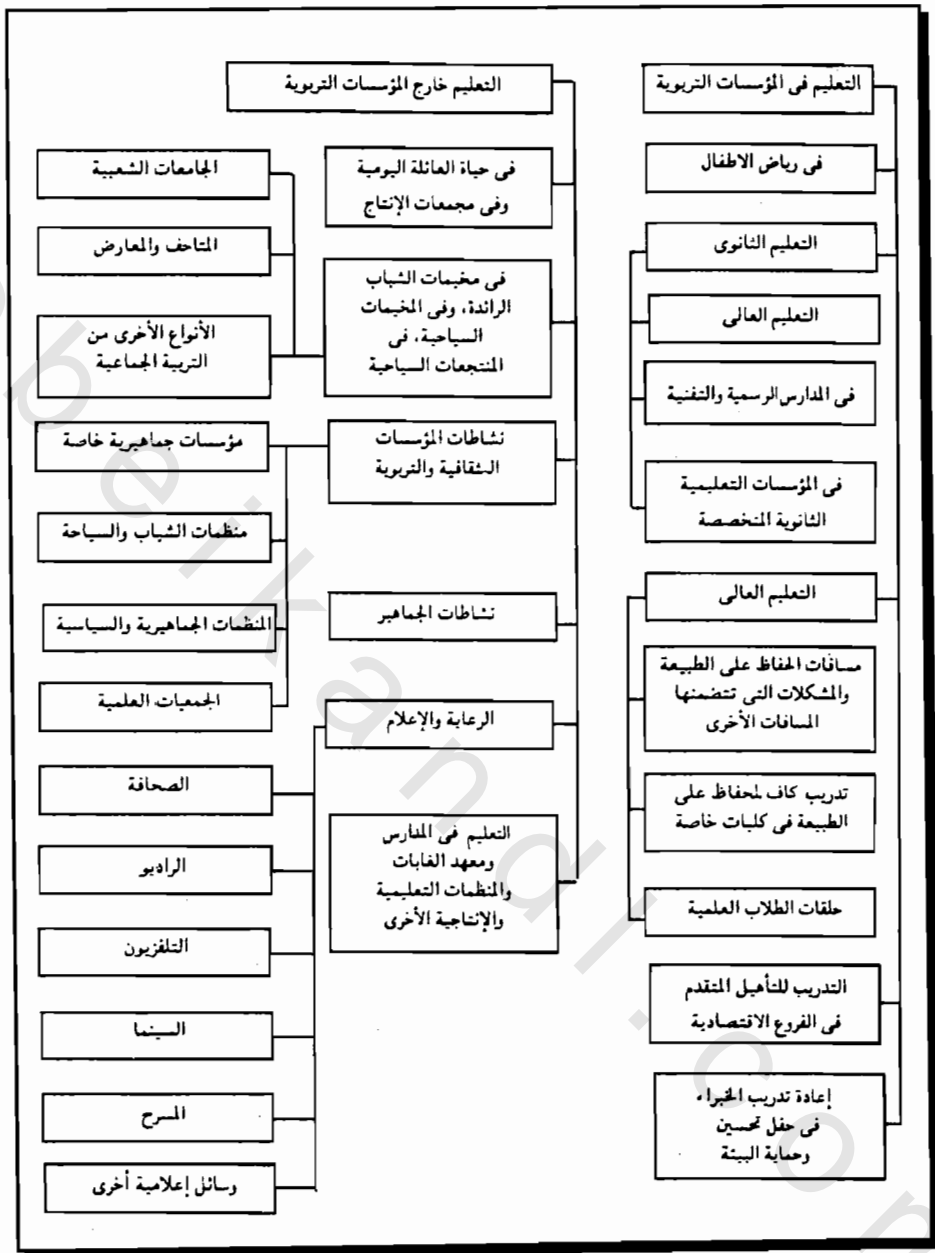 التعليم فى المؤسسات التربوية
فى رياض الاطفال
التعليم الثانوى
التعليم العالى
فى المدارس الرسمية والتفنية
فى المؤسسات التعليمية
الثانوية المتخصصة
التعليم العالى
مسافات الحفاظ على الطبيعة
والمشكلات التى تتضمنها
المسافات الأخرى
تدريب كاف لمحفاظ على
الطبيعة فى كليات خاصة
حلقات الطلاب العلمية
التدريب للتأهيل المتقدم
فى الفروع الاقتصادية
إعادة تدريب الخبراء
فى حقل تحسين
وحماية البيئة
التعليم خارج المؤسسات التربوية
فى حياة العائلة اليومية
وفى مجمعات الإنتاج
فى مخيمات الشباب
الرائدة، وفى المخيمات
السياحية، فى
المنتجعات السياحية
نشاطات المؤسسات
الثقافية والتربوية
نشاطات الجماهير
الرعاية والإعلام
التعليم فى المدارس
ومعهد الغابات
والمنظمات التعليمية
والإنتاجية الأخرى
الجامعات الشعبية
المتاحف والمعارض
الأنواع الأخرى من
التربية الجماعية
مؤسسات جماهيرية خاصة
منظمات الشباب والسياحة
المنظمات الجماهيرية والسياسية
الجمعيات العلمية
الصحافة
الراديو
التلفزيون
السينما
المسرح
وسائل إعلامية أخرى
obeikandi.com